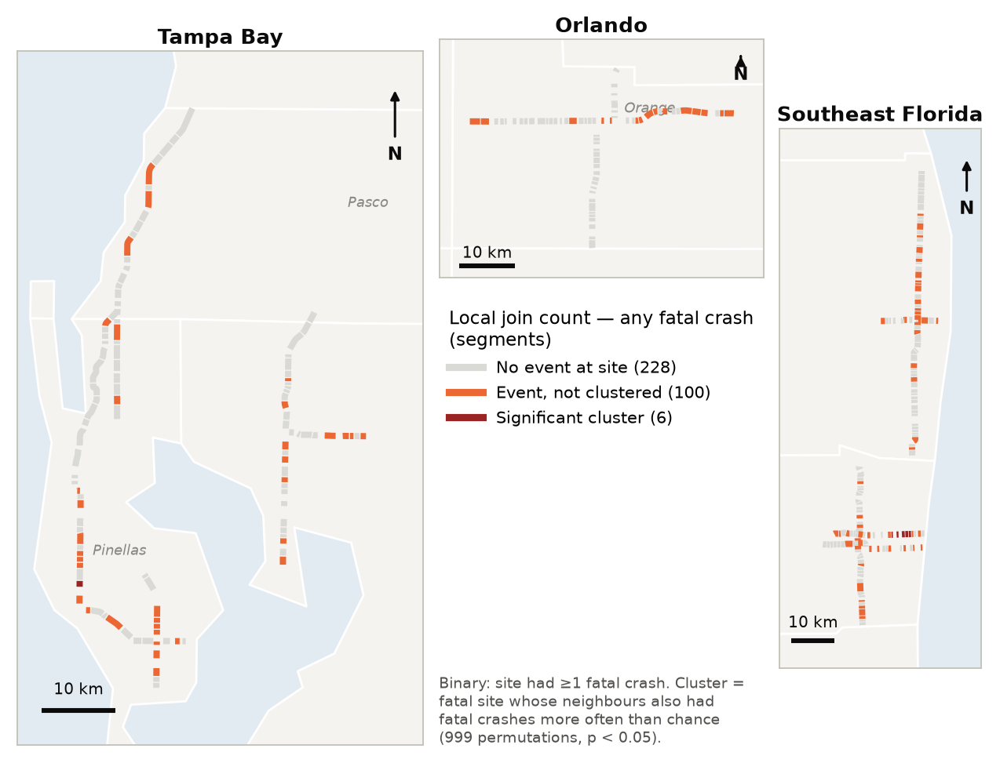 Tampa Bay
N
Pasco
Pinellas
10 km
Orlando
N
Orange
10 km
Southeast Florida
N
10 km
Local join count — any fatal crash
(segments)
No event at site (228)
Event, not clustered (100)
Significant cluster (6)
Binary: site had ≥1 fatal crash. Cluster =
fatal site whose neighbours also had
fatal crashes more often than chance
(999 permutations, p < 0.05).